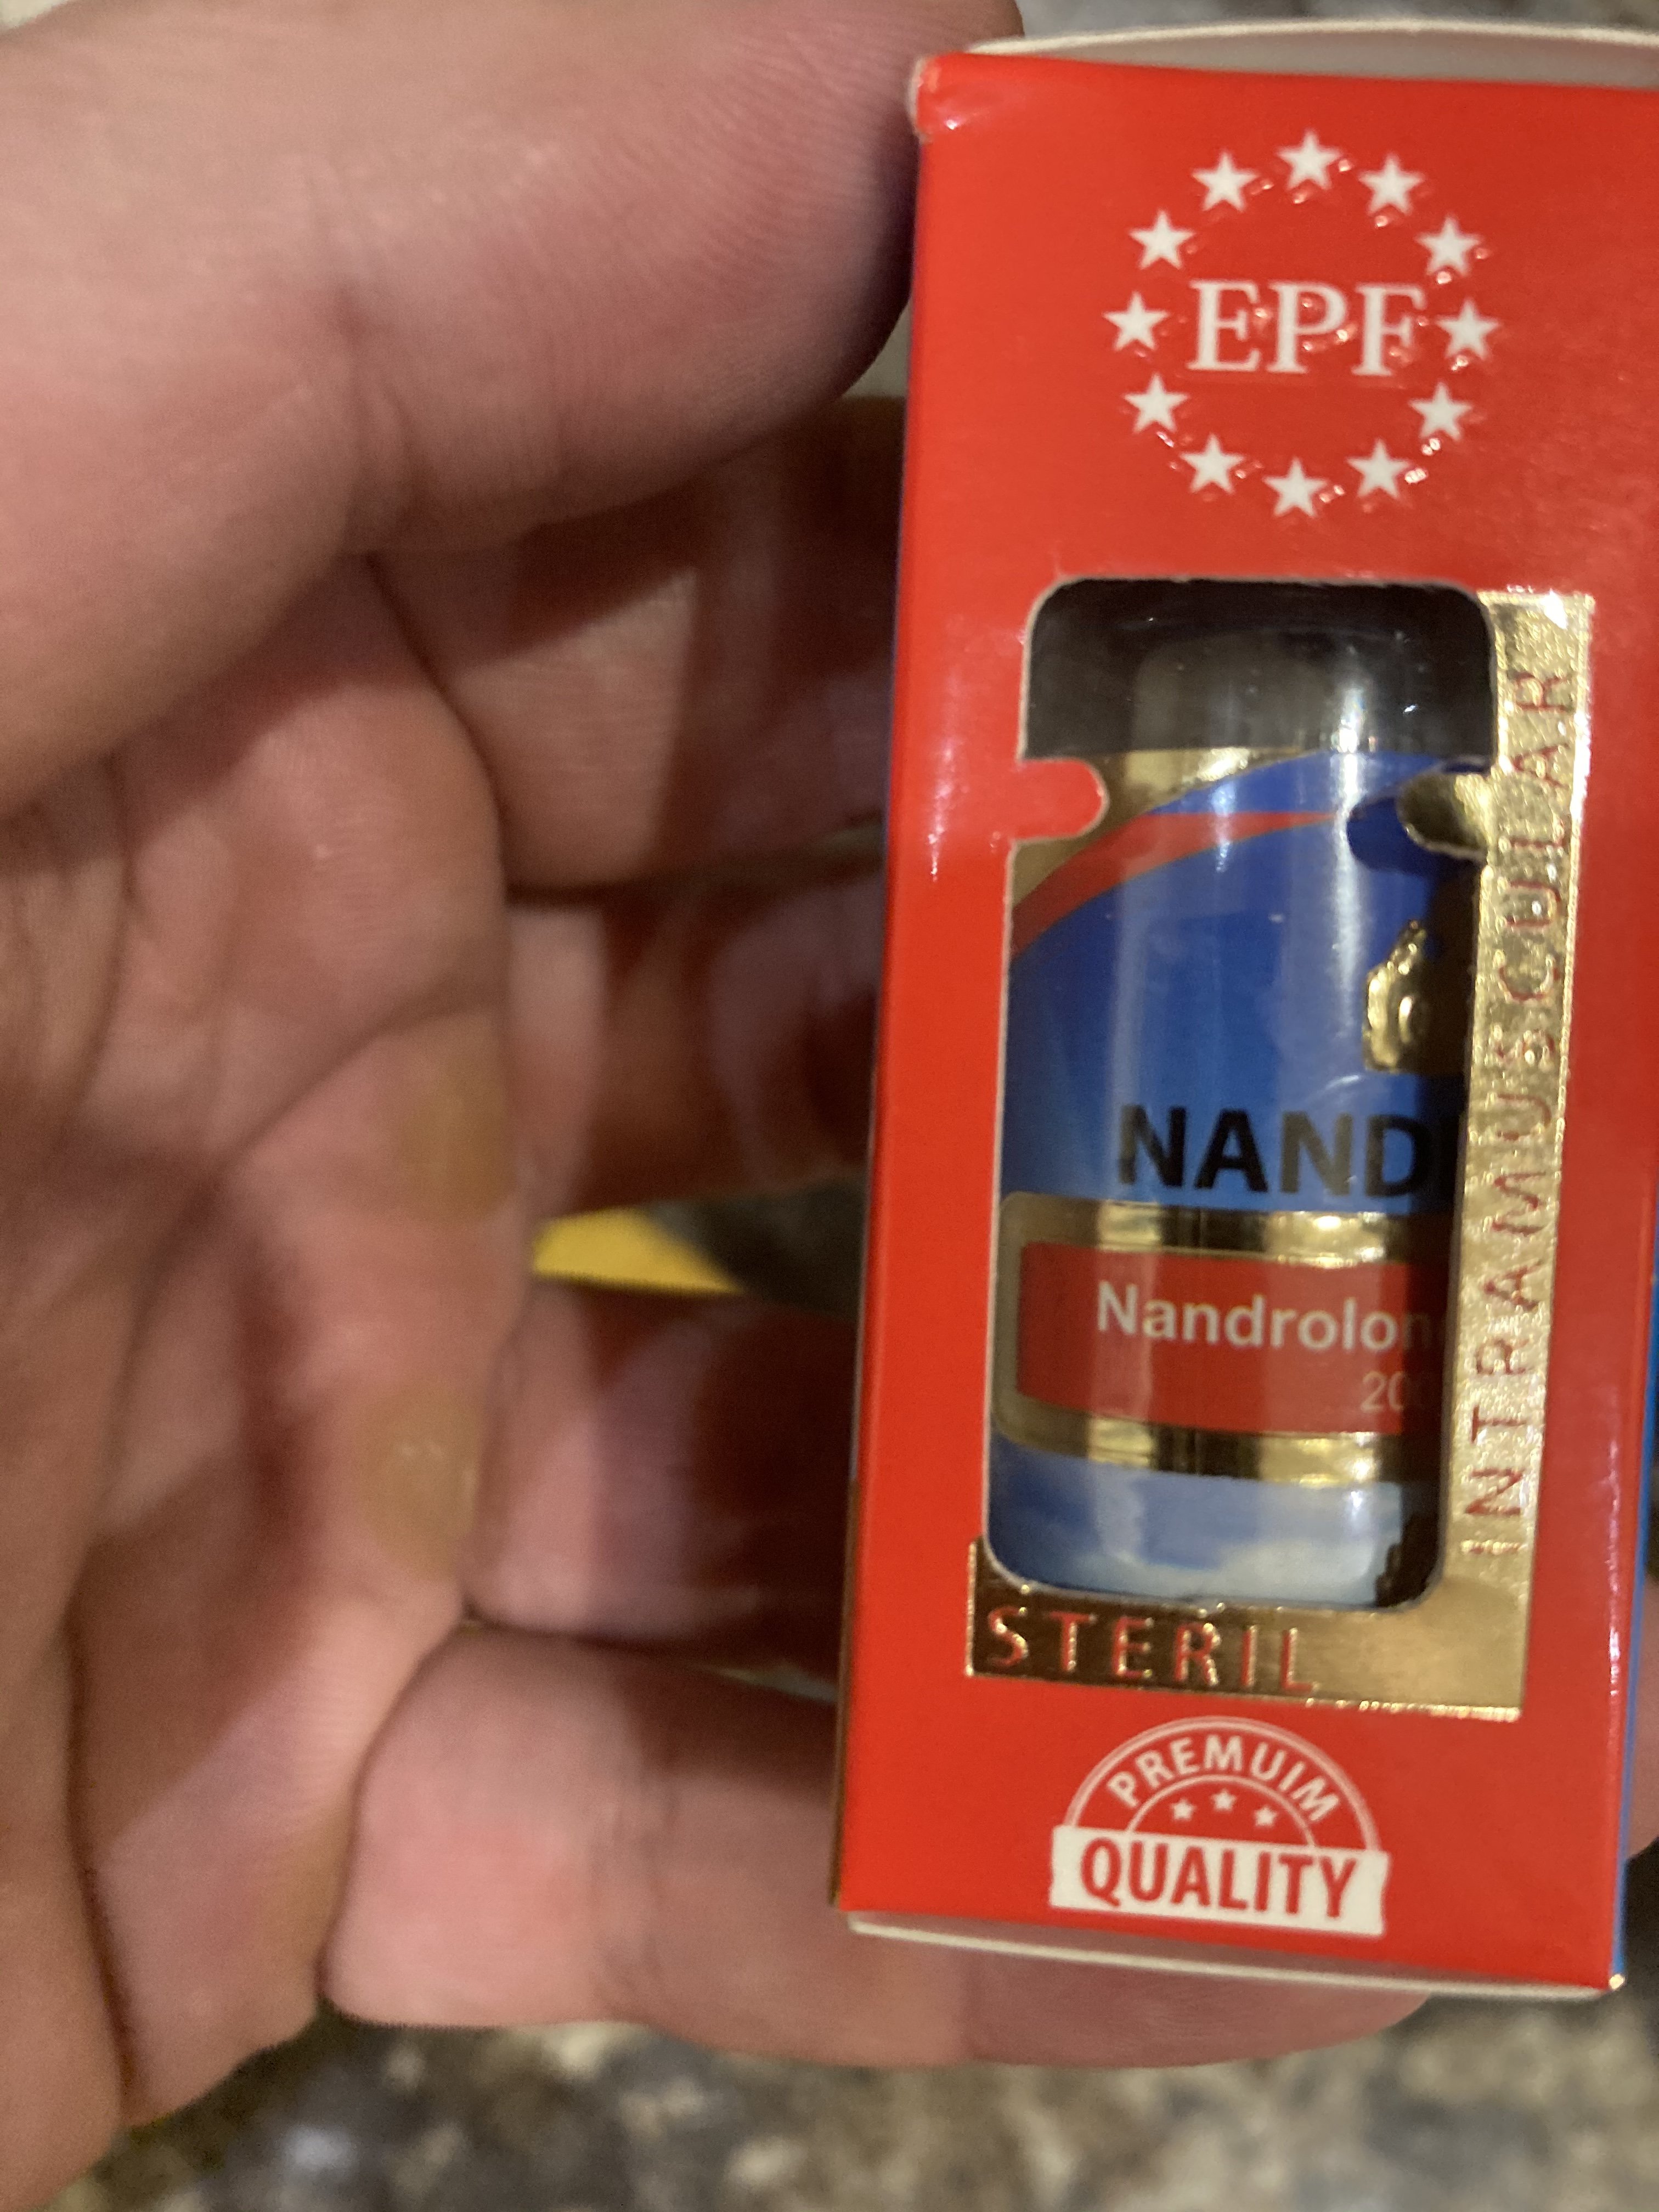 EPF
NAND
Nandrolon
20
INTRAMUSCULAR
STERIL
PREMUIM
QUALITY